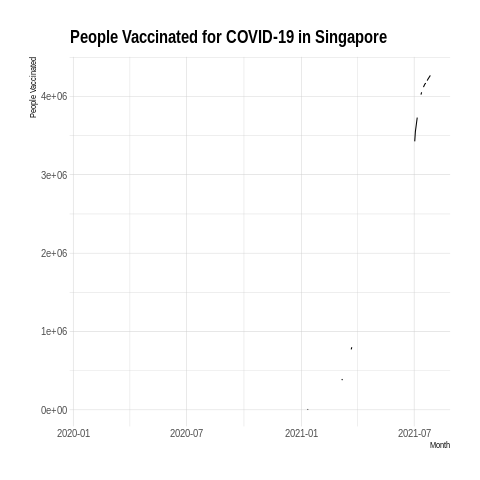 People Vaccinated for COVID-19 in Singapore
People Vaccinated
4e+06
3e+06
2e+06
1e+06
0e+00
2020-01 2020-07 2021-01 2021-07
Month